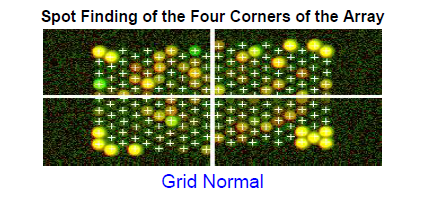 Spot Finding of the Four Corners of the Array
Grid Normal